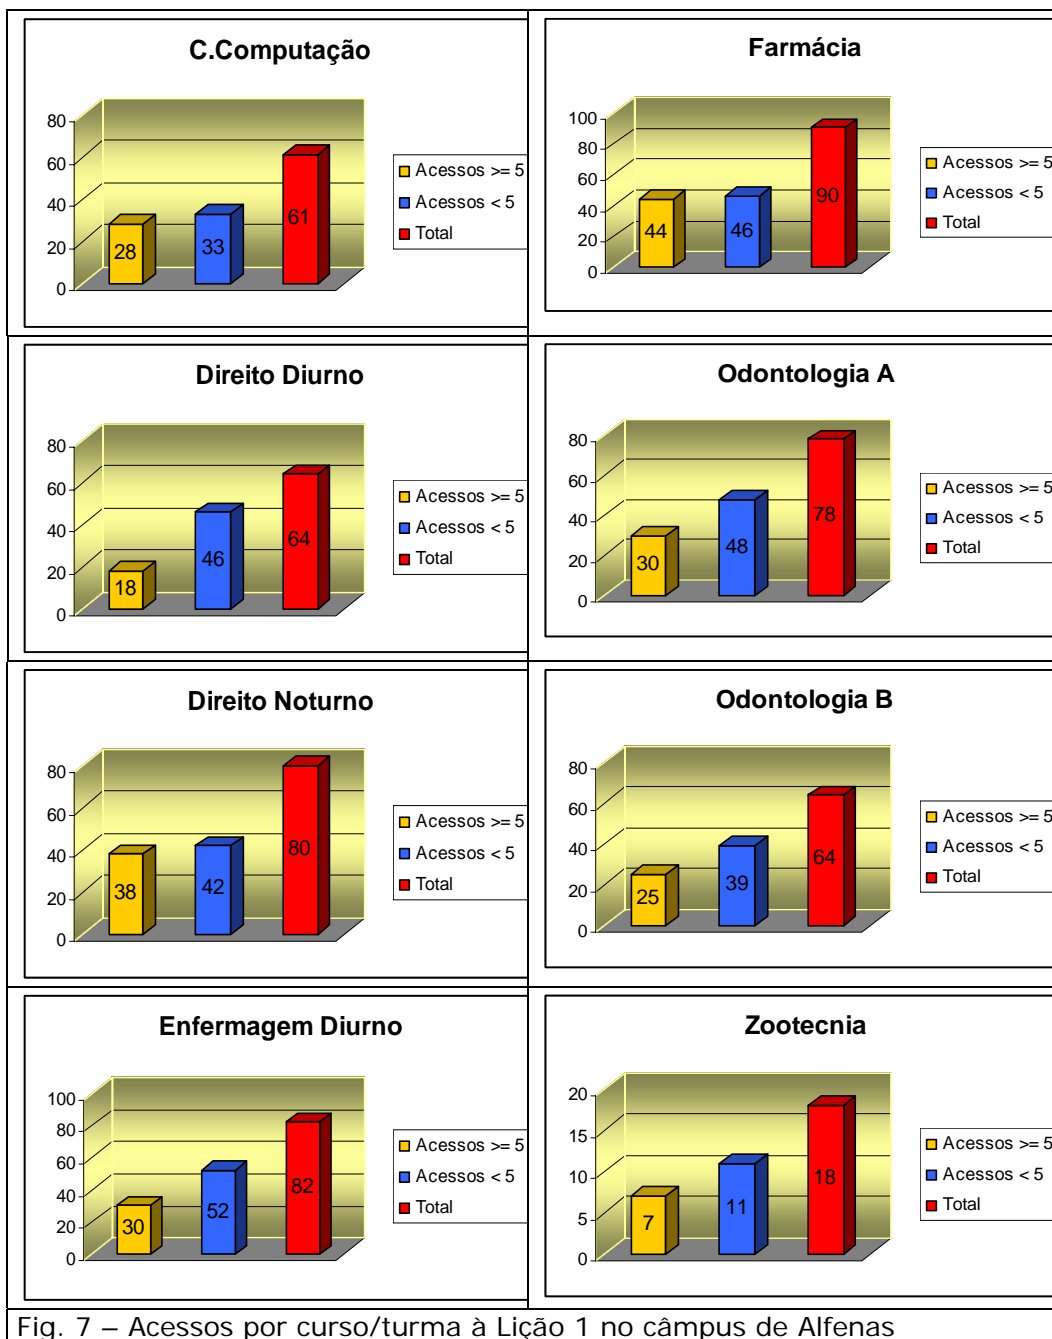 C.Computação
80
60
40
20
0
28
33
61
Acessos >= 5
Acessos < 5
Total
Farmácia
100
80
60
40
20
0
44
46
90
Acessos >= 5
Acessos < 5
Total
Direito Diurno
80
60
40
20
0
18
46
64
Acessos >= 5
Acessos < 5
Total
Odontologia A
80
60
40
20
0
30
48
78
Acessos >= 5
Acessos < 5
Total
Direito Noturno
80
60
40
20
0
38
42
80
Acessos >= 5
Acessos < 5
Total
Odontologia B
80
60
40
20
0
25
39
64
Acessos >= 5
Acessos < 5
Total
Enfermagem Diurno
100
80
60
40
20
0
30
52
82
Acessos >= 5
Acessos < 5
Total
Zootecnia
20
15
10
5
0
7
11
18
Acessos >= 5
Acessos < 5
Total
Fig. 7 – Acessos por curso/turma à Lição 1 no câmpus de Alfenas